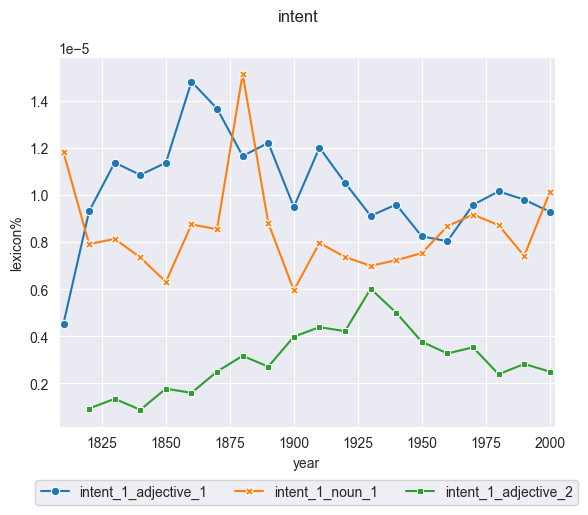 intent
1e−5
1.4
1.2
1.0
0.8
0.6
0.4
0.2
lexicon%
1825 1850 1875 1900 1925 1950 1975 2000
year
intent_1_adjective_1 intent_1_noun_1 intent_1_adjective_2